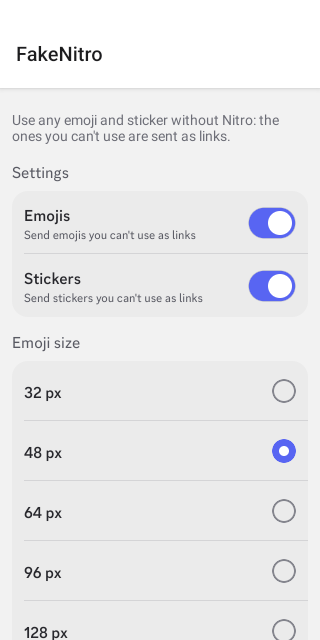 FakeNitro
Use any emoji and sticker without Nitro: the
ones you can't use are sent as links.
Settings
Emojis
Send emojis you can't use as links
Stickers
Send stickers you can't use as links
Emoji size
32 px
48 px
64 px
96 px
128 px